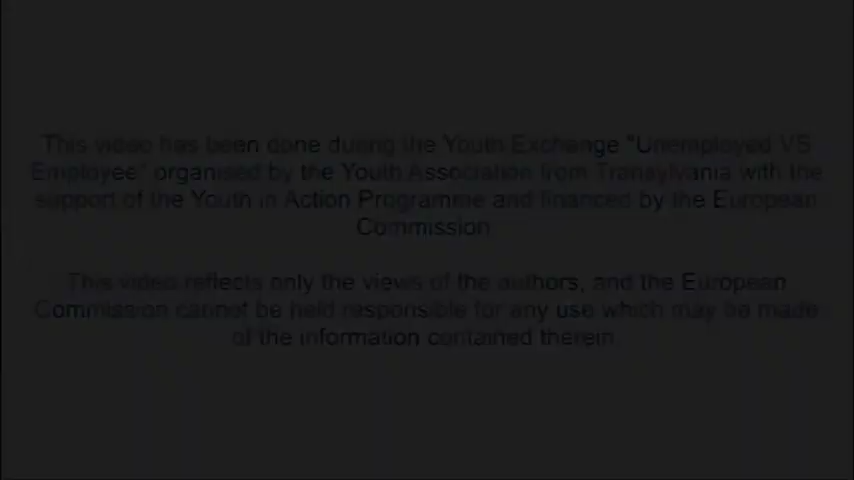 This video has been done during the Youth Exchange "Unemployed VS
Employee" organised by the Youth Association from Transylvania with the
support of the Youth in Action Programme and financed by the European
Commission.
This video reflects only the views of the authors, and the European
Commission cannot be held responsible for any use which may be made
of the information contained therein.